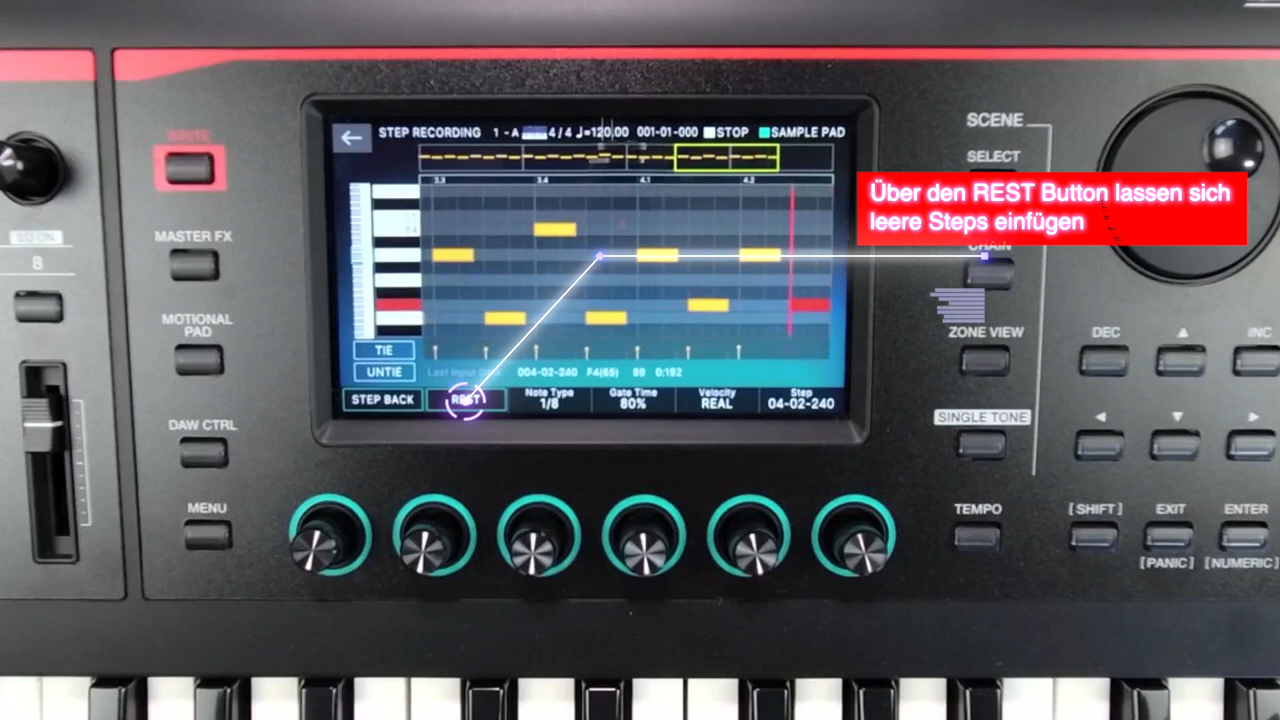 WRITE
MASTER FX
MOTIONAL
PAD
DAW CTRL
MENU
8
STEP RECORDING 1 - A 4 / 4 ♩=120.00 001-01-000 STOP SAMPLE PAD
3.3 3.4 4.1 4.2
TIE
UNTIE
Last Input 004-02-240 F4(65) 88 0:192
STEP BACK
REST
Note Type
1/8
Gate Time
80%
Velocity
REAL
Step
04-02-240
SCENE
SELECT
Über den REST Button lassen sich
leere Steps einfügen
CHAIN
ZONE VIEW
SINGLE TONE
TEMPO
DEC ▲ INC
◀ ▼ ▶
[ SHIFT ] EXIT ENTER
[ PANIC ] [ NUMERIC ]